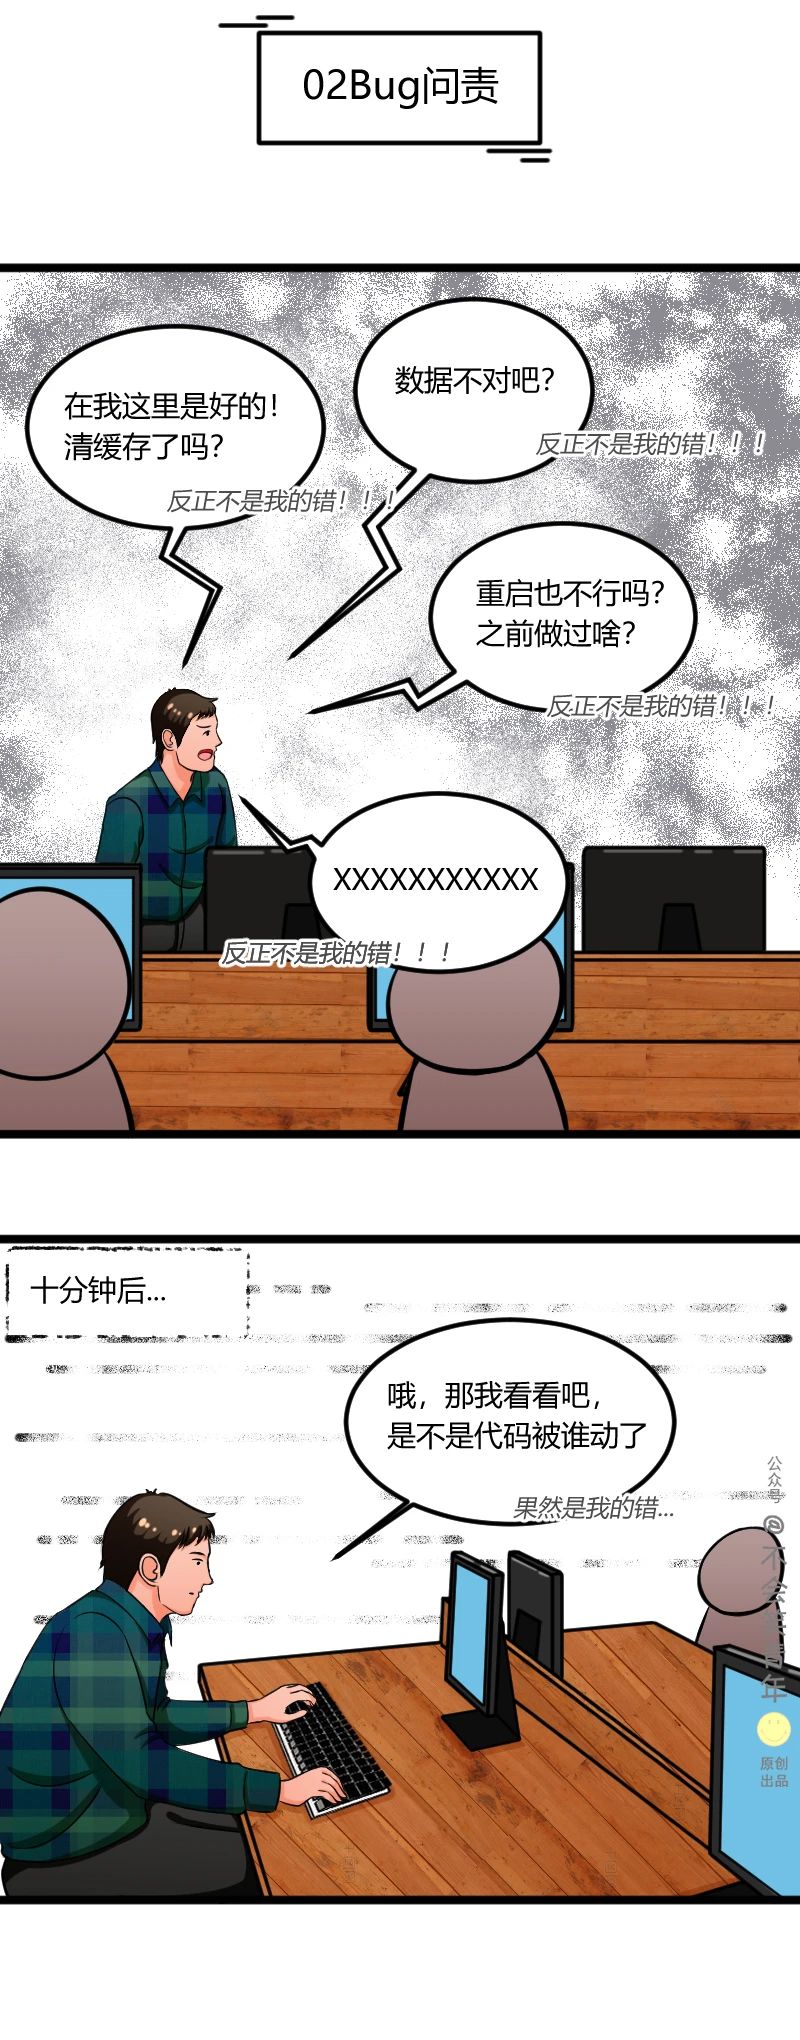 02Bug问责
在我这里是好的！
清缓存了吗？
反正不是我的错！！！
数据不对吧？
反正不是我的错！！！
重启也不行吗？
之前做过啥？
反正不是我的错！！！
XXXXXXXXXXX
反正不是我的错！！！
十分钟后...
哦，那我看看吧，
是不是代码被谁动了
果然是我的错...
公众号
原创
出品